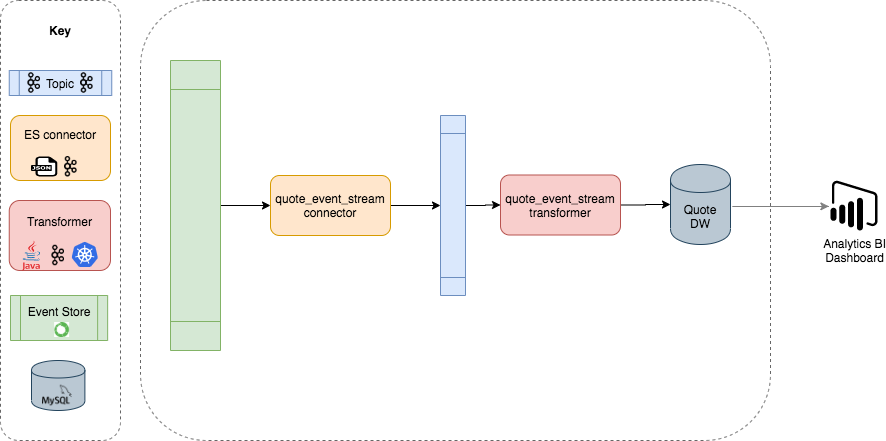 Key
Topic
ES connector
JSON
Transformer
Java
Event Store
MySQL
quote_event_stream
connector
quote_event_stream
transformer
Quote
DW
Analytics BI
Dashboard